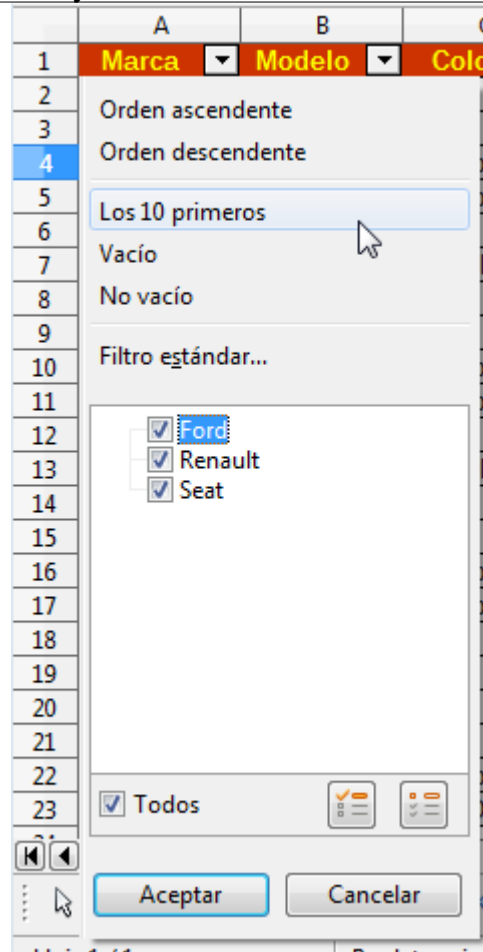 A B
1 Marca Modelo Colo
2
Orden ascendente
3
Orden descendente
4
5
Los 10 primeros
6
Vacío
7
No vacío
8
9
Filtro estándar...
10
11
12 Ford
13 Renault
14 Seat
15
16
17
18
19
20
21
22
23 Todos
Aceptar Cancelar